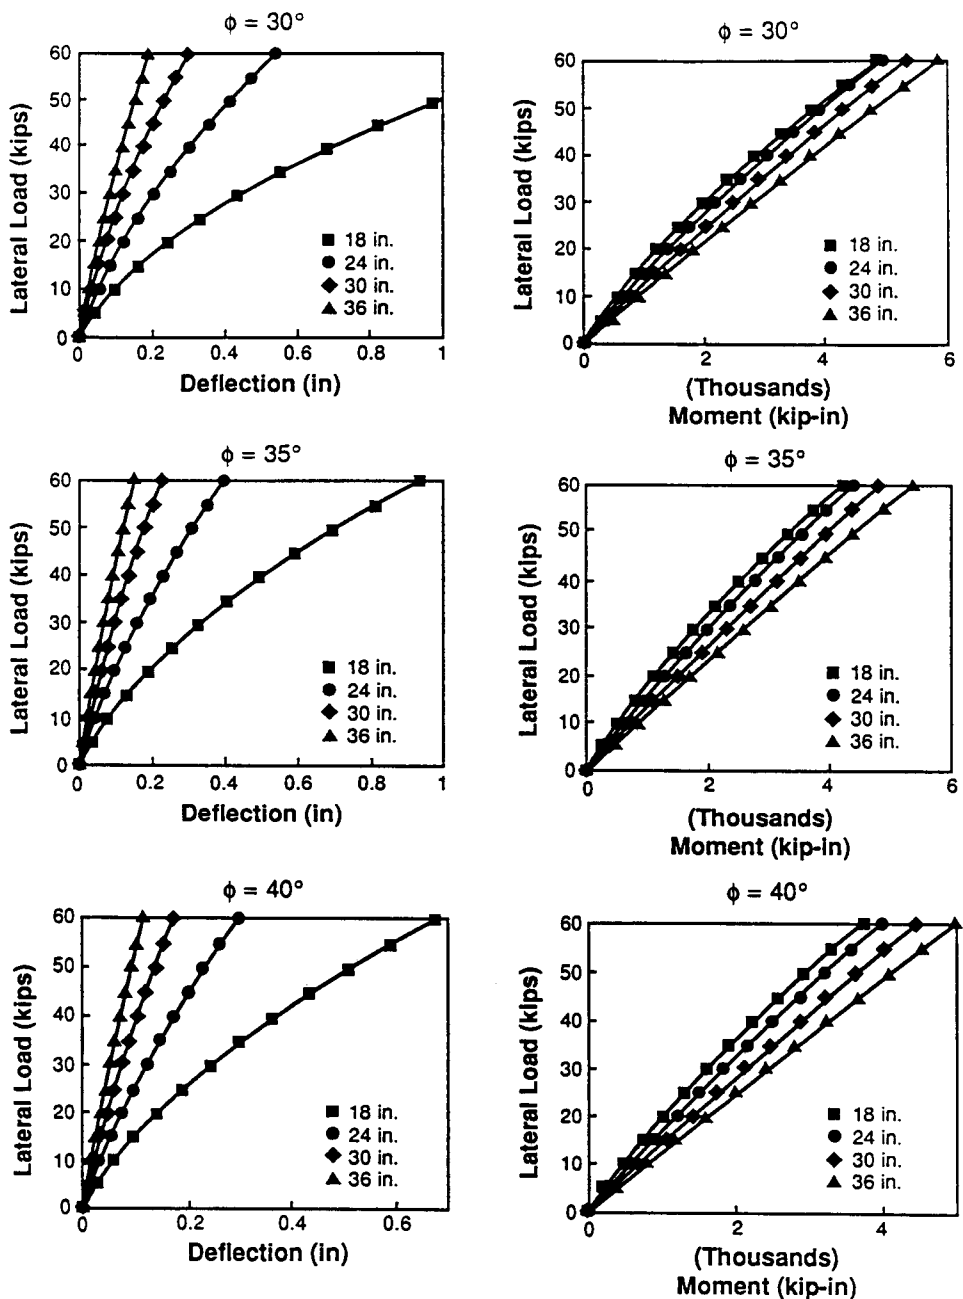 ϕ = 30°
60
50
40
30
20
10
0
Lateral Load (kips)
18 in.
24 in.
30 in.
36 in.
0 0.2 0.4 0.6 0.8 1
Deflection (in)
ϕ = 30°
60
50
40
30
20
10
0
Lateral Load (kips)
18 in.
24 in.
30 in.
36 in.
0 2 4 6
(Thousands)
Moment (kip-in)
ϕ = 35°
60
50
40
30
20
10
0
Lateral Load (kips)
18 in.
24 in.
30 in.
36 in.
0 0.2 0.4 0.6 0.8 1
Deflection (in)
ϕ = 35°
60
50
40
30
20
10
0
Lateral Load (kips)
18 in.
24 in.
30 in.
36 in.
0 2 4 6
(Thousands)
Moment (kip-in)
ϕ = 40°
60
50
40
30
20
10
0
Lateral Load (kips)
18 in.
24 in.
30 in.
36 in.
0 0.2 0.4 0.6
Deflection (in)
ϕ = 40°
60
50
40
30
20
10
0
Lateral Load (kips)
18 in.
24 in.
30 in.
36 in.
0 2 4
(Thousands)
Moment (kip-in)